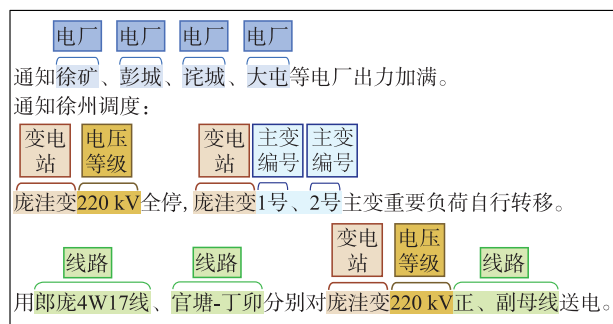 电厂 电厂 电厂 电厂
通知徐矿、彭城、诧城、大屯等电厂出力加满。
通知徐州调度：
变电站 电压等级 变电站 主变编号 主变编号
庞洼变220 kV全停，庞洼变1号、2号主变重要负荷自行转移。
线路 线路 变电站 电压等级 线路
用郎庞4W17线、官塘-丁卯分别对庞洼变220 kV正、副母线送电。